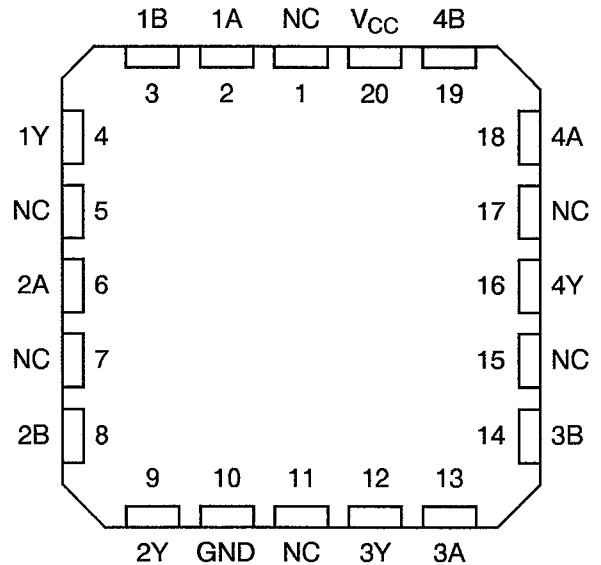 1B 1A NC VCC 4B
3 2 1 20 19
1Y 4 18 4A
NC 5 17 NC
2A 6 16 4Y
NC 7 15 NC
2B 8 14 3B
9 10 11 12 13
2Y GND NC 3Y 3A